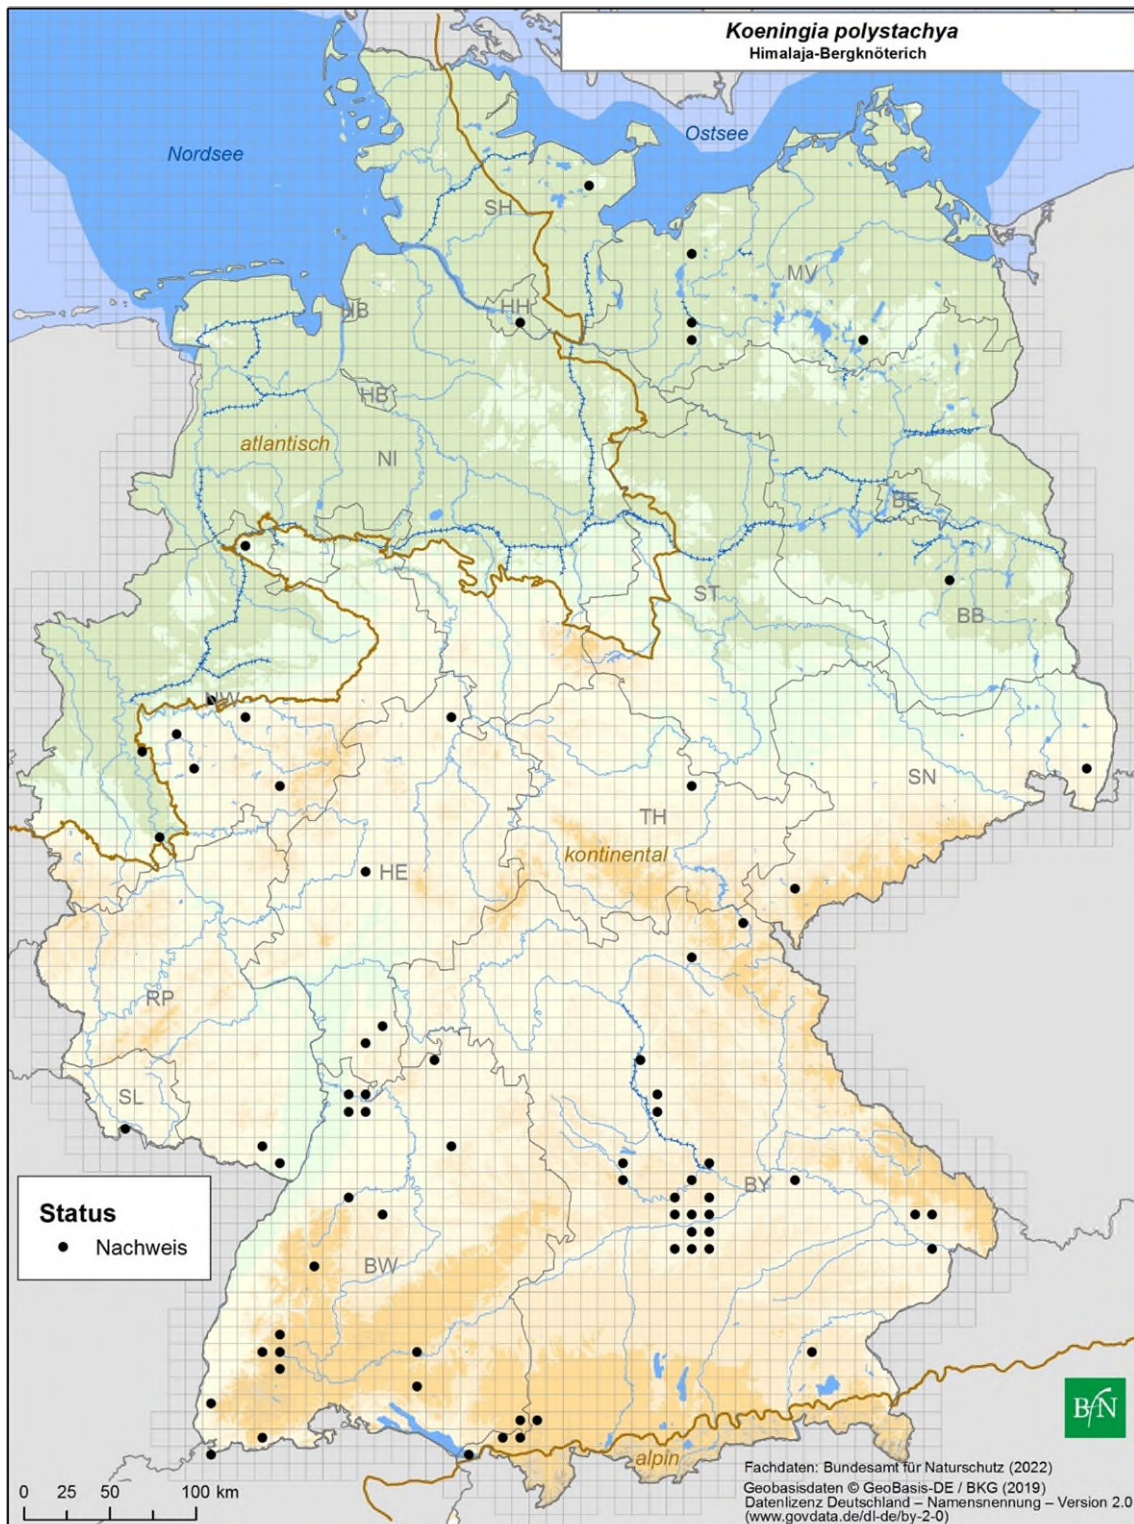 Koeningia polystachya
Himalaja-Bergknöterich
Ostsee
Nordsee
SH
MV
HH
HB
HB
atlantisch
NI
BE
ST
BB
NW
SN
TH
kontinental
HE
RP
SL
Status
Nachweis
BY
BW
BfN
alpin
Fachdaten: Bundesamt für Naturschutz (2022)
Geobasisdaten © GeoBasis-DE / BKG (2019)
Datenlizenz Deutschland – Namensnennung – Version 2.0
(www.govdata.de/dl-de/by-2-0)
0 25 50 100 km